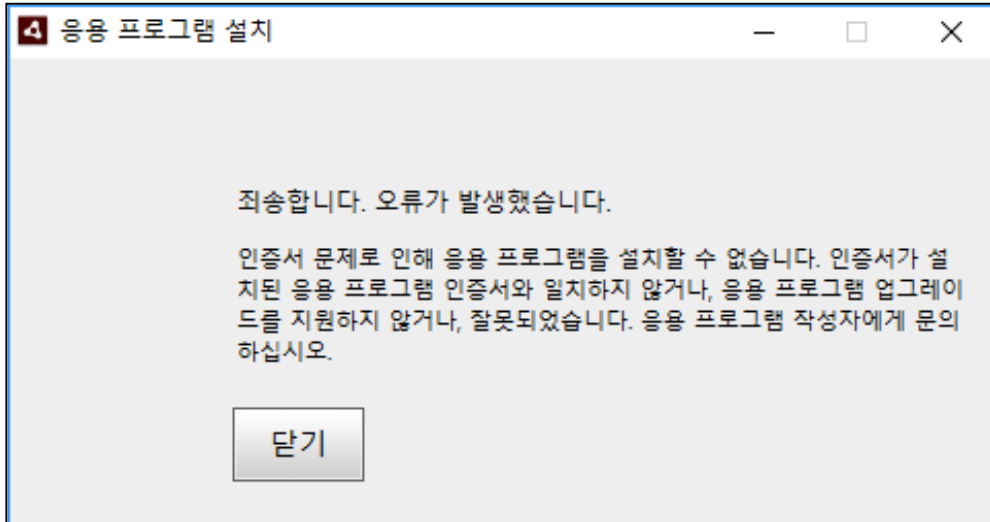 응용 프로그램 설치
죄송합니다. 오류가 발생했습니다.
인증서 문제로 인해 응용 프로그램을 설치할 수 없습니다. 인증서가 설
치된 응용 프로그램 인증서와 일치하지 않거나, 응용 프로그램 업그레이
드를 지원하지 않거나, 잘못되었습니다. 응용 프로그램 작성자에게 문의
하십시오.
닫기